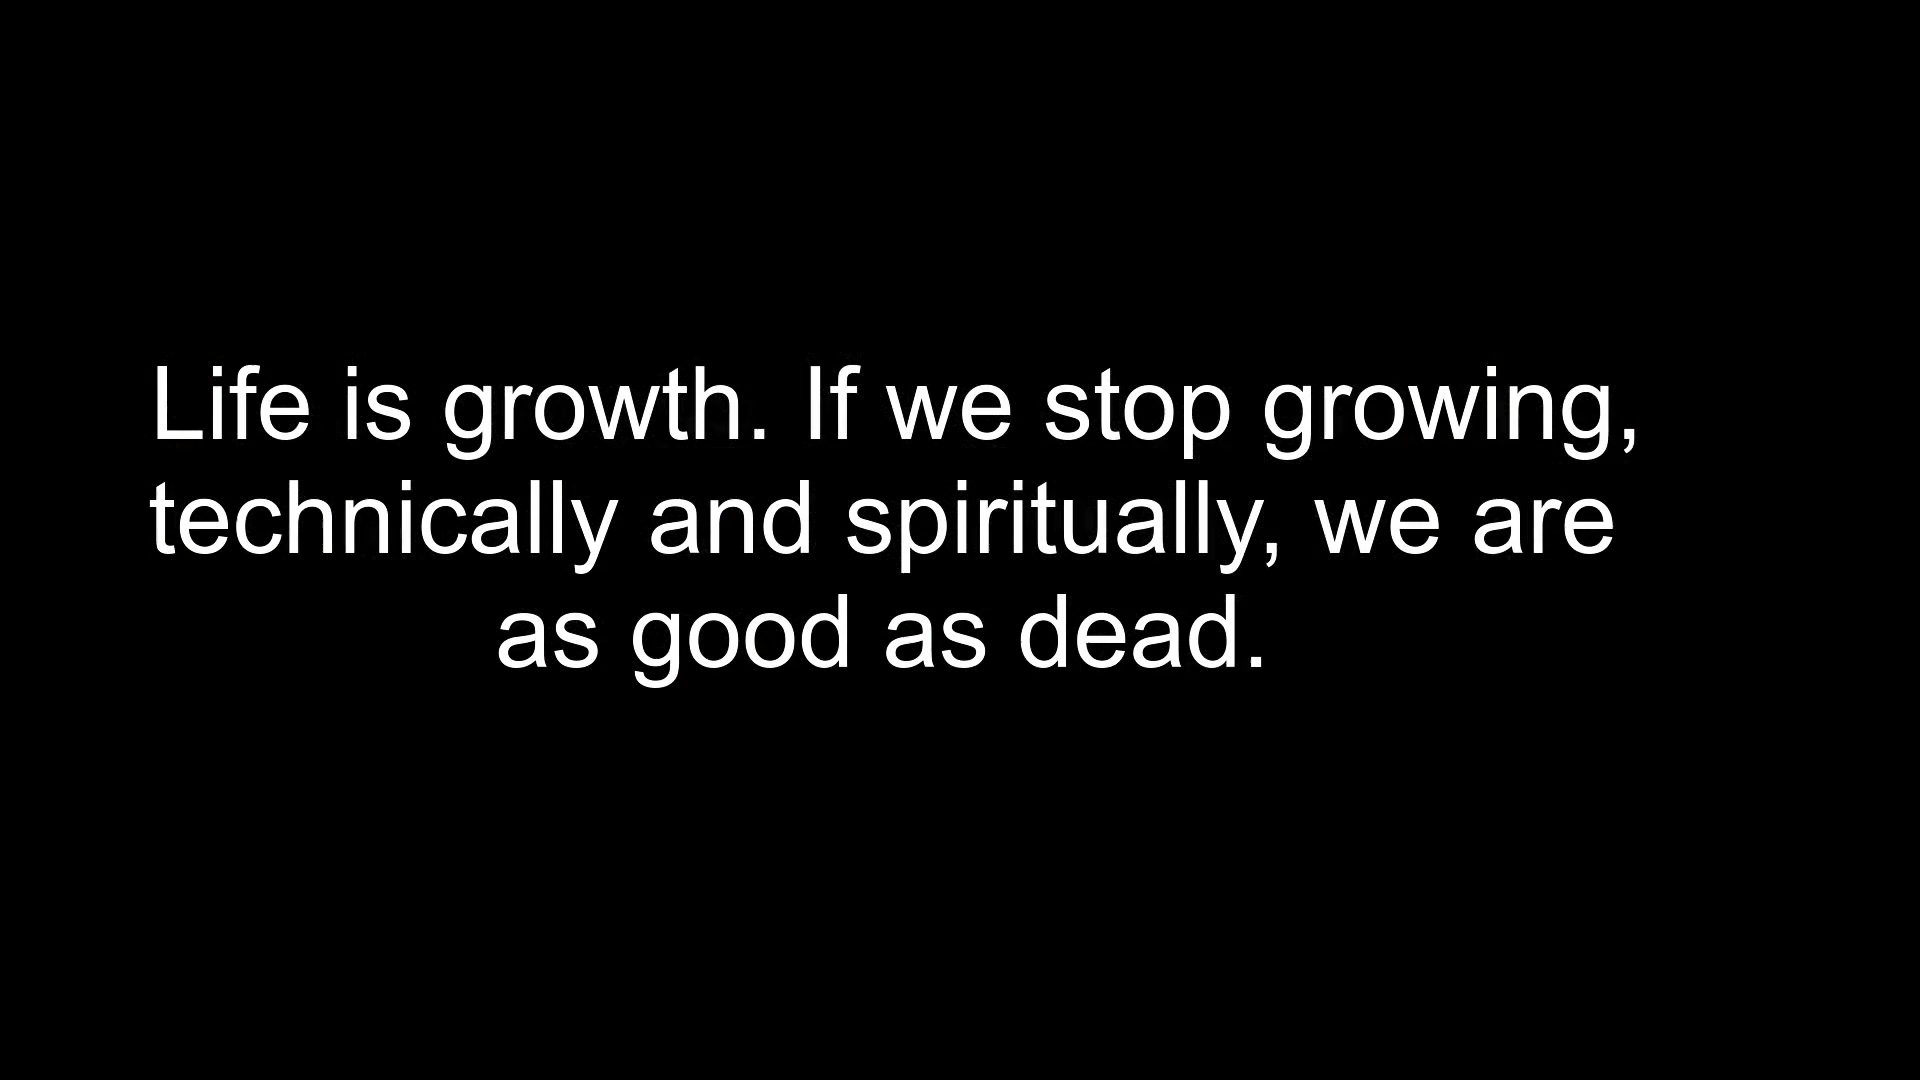 Life is growth. If we stop growing,
technically and spiritually, we are
as good as dead.